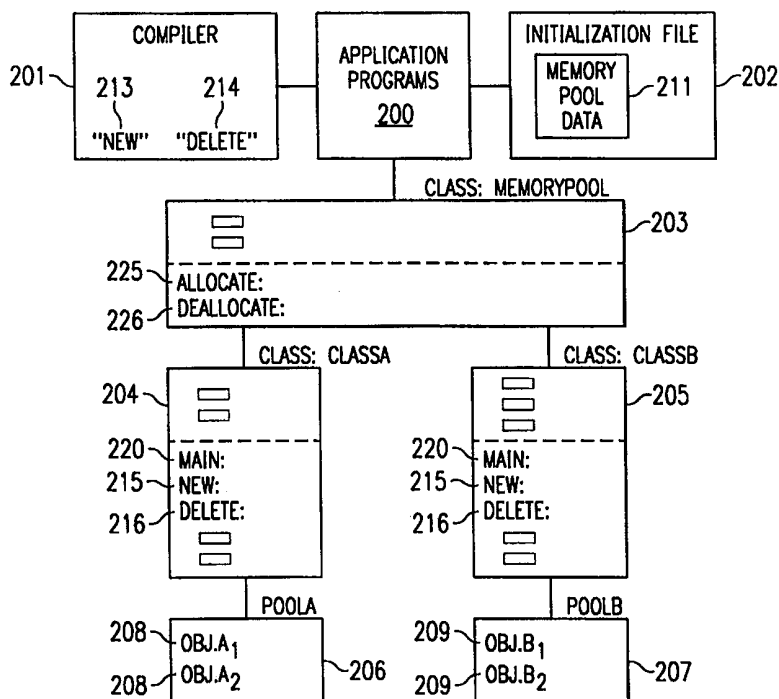 COMPILER
201
213
214
"NEW"
"DELETE"
APPLICATION
PROGRAMS
200
INITIALIZATION FILE
MEMORY
POOL
DATA
211
202
CLASS: MEMORYPOOL
203
225
ALLOCATE:
226
DEALLOCATE:
CLASS: CLASSA
204
220
MAIN:
215
NEW:
216
DELETE:
CLASS: CLASSB
205
220
MAIN:
215
NEW:
216
DELETE:
POOLA
208
OBJ.A1
206
208
OBJ.A2
POOLB
209
OBJ.B1
207
209
OBJ.B2